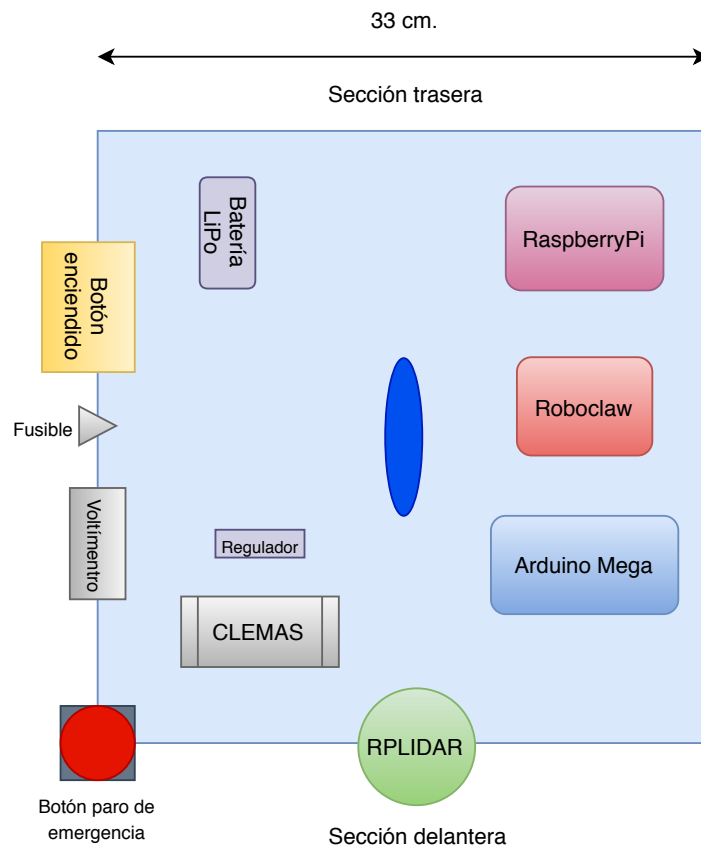 33 cm.
Sección trasera
Batería
LiPo
RaspberryPi
Botón
enciendido
Roboclaw
Fusible
Voltímentro
Regulador
Arduino Mega
CLEMAS
RPLIDAR
Botón paro de
emergencia
Sección delantera